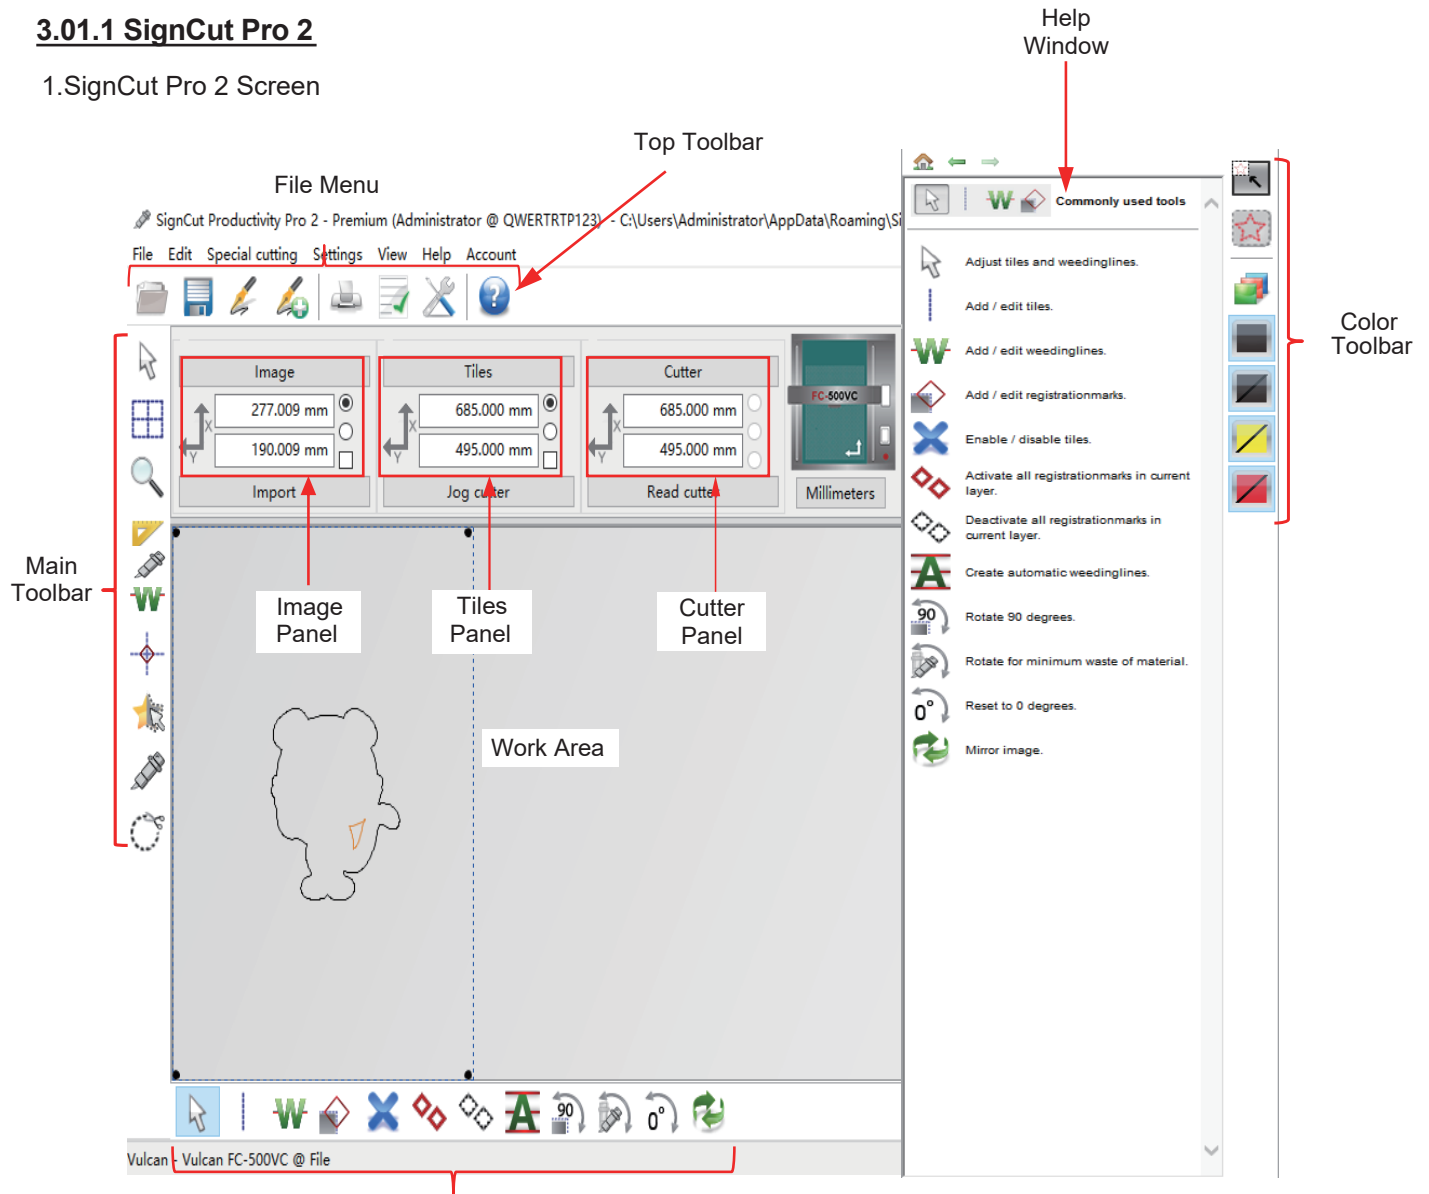 3.01.1 SignCut Pro 2
1.SignCut Pro 2 Screen
Help
Window
Top Toolbar
File Menu
SignCut Productivity Pro 2 - Premium (Administrator @ QWERTRTP123) - C:\Users\Administrator\AppData\Roaming\Si
File Edit Special cutting Settings View Help Account
Commonly used tools
Adjust tiles and weedinglines.
Add / edit tiles.
Add / edit weedinglines.
Add / edit registrationmarks.
Enable / disable tiles.
Activate all registrationmarks in current
layer.
Deactivate all registrationmarks in
current layer.
Create automatic weedinglines.
90
Rotate 90 degrees.
Rotate for minimum waste of material.
0°
Reset to 0 degrees.
Mirror image.
Color
Toolbar
Image
277.009 mm
X
190.009 mm
Y
Import
Tiles
685.000 mm
X
495.000 mm
Y
Jog cutter
Cutter
685.000 mm
X
495.000 mm
Y
Read cutter
FC-500VC
Millimeters
Main
Toolbar
W
Image
Panel
Tiles
Panel
Cutter
Panel
Work Area
W
A
90
0°
Vulcan - Vulcan FC-500VC @ File